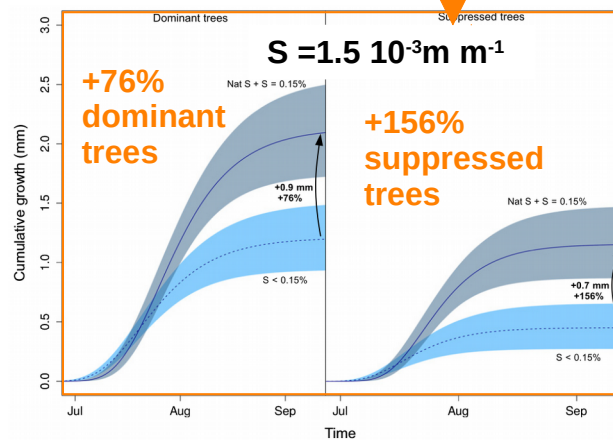 Dominant trees
Suppressed trees
S =1.5 10⁻³m m⁻¹
+76%
dominant
trees
+156%
suppressed
trees
Nat S + S = 0.15%
+0.9 mm
+76%
S < 0.15%
Nat S + S = 0.15%
+0.7 mm
+156%
S < 0.15%
Cumulative growth (mm)
3.0
2.5
2.0
1.5
1.0
0.5
0.0
Jul
Aug
Sep
Jul
Aug
Sep
Time